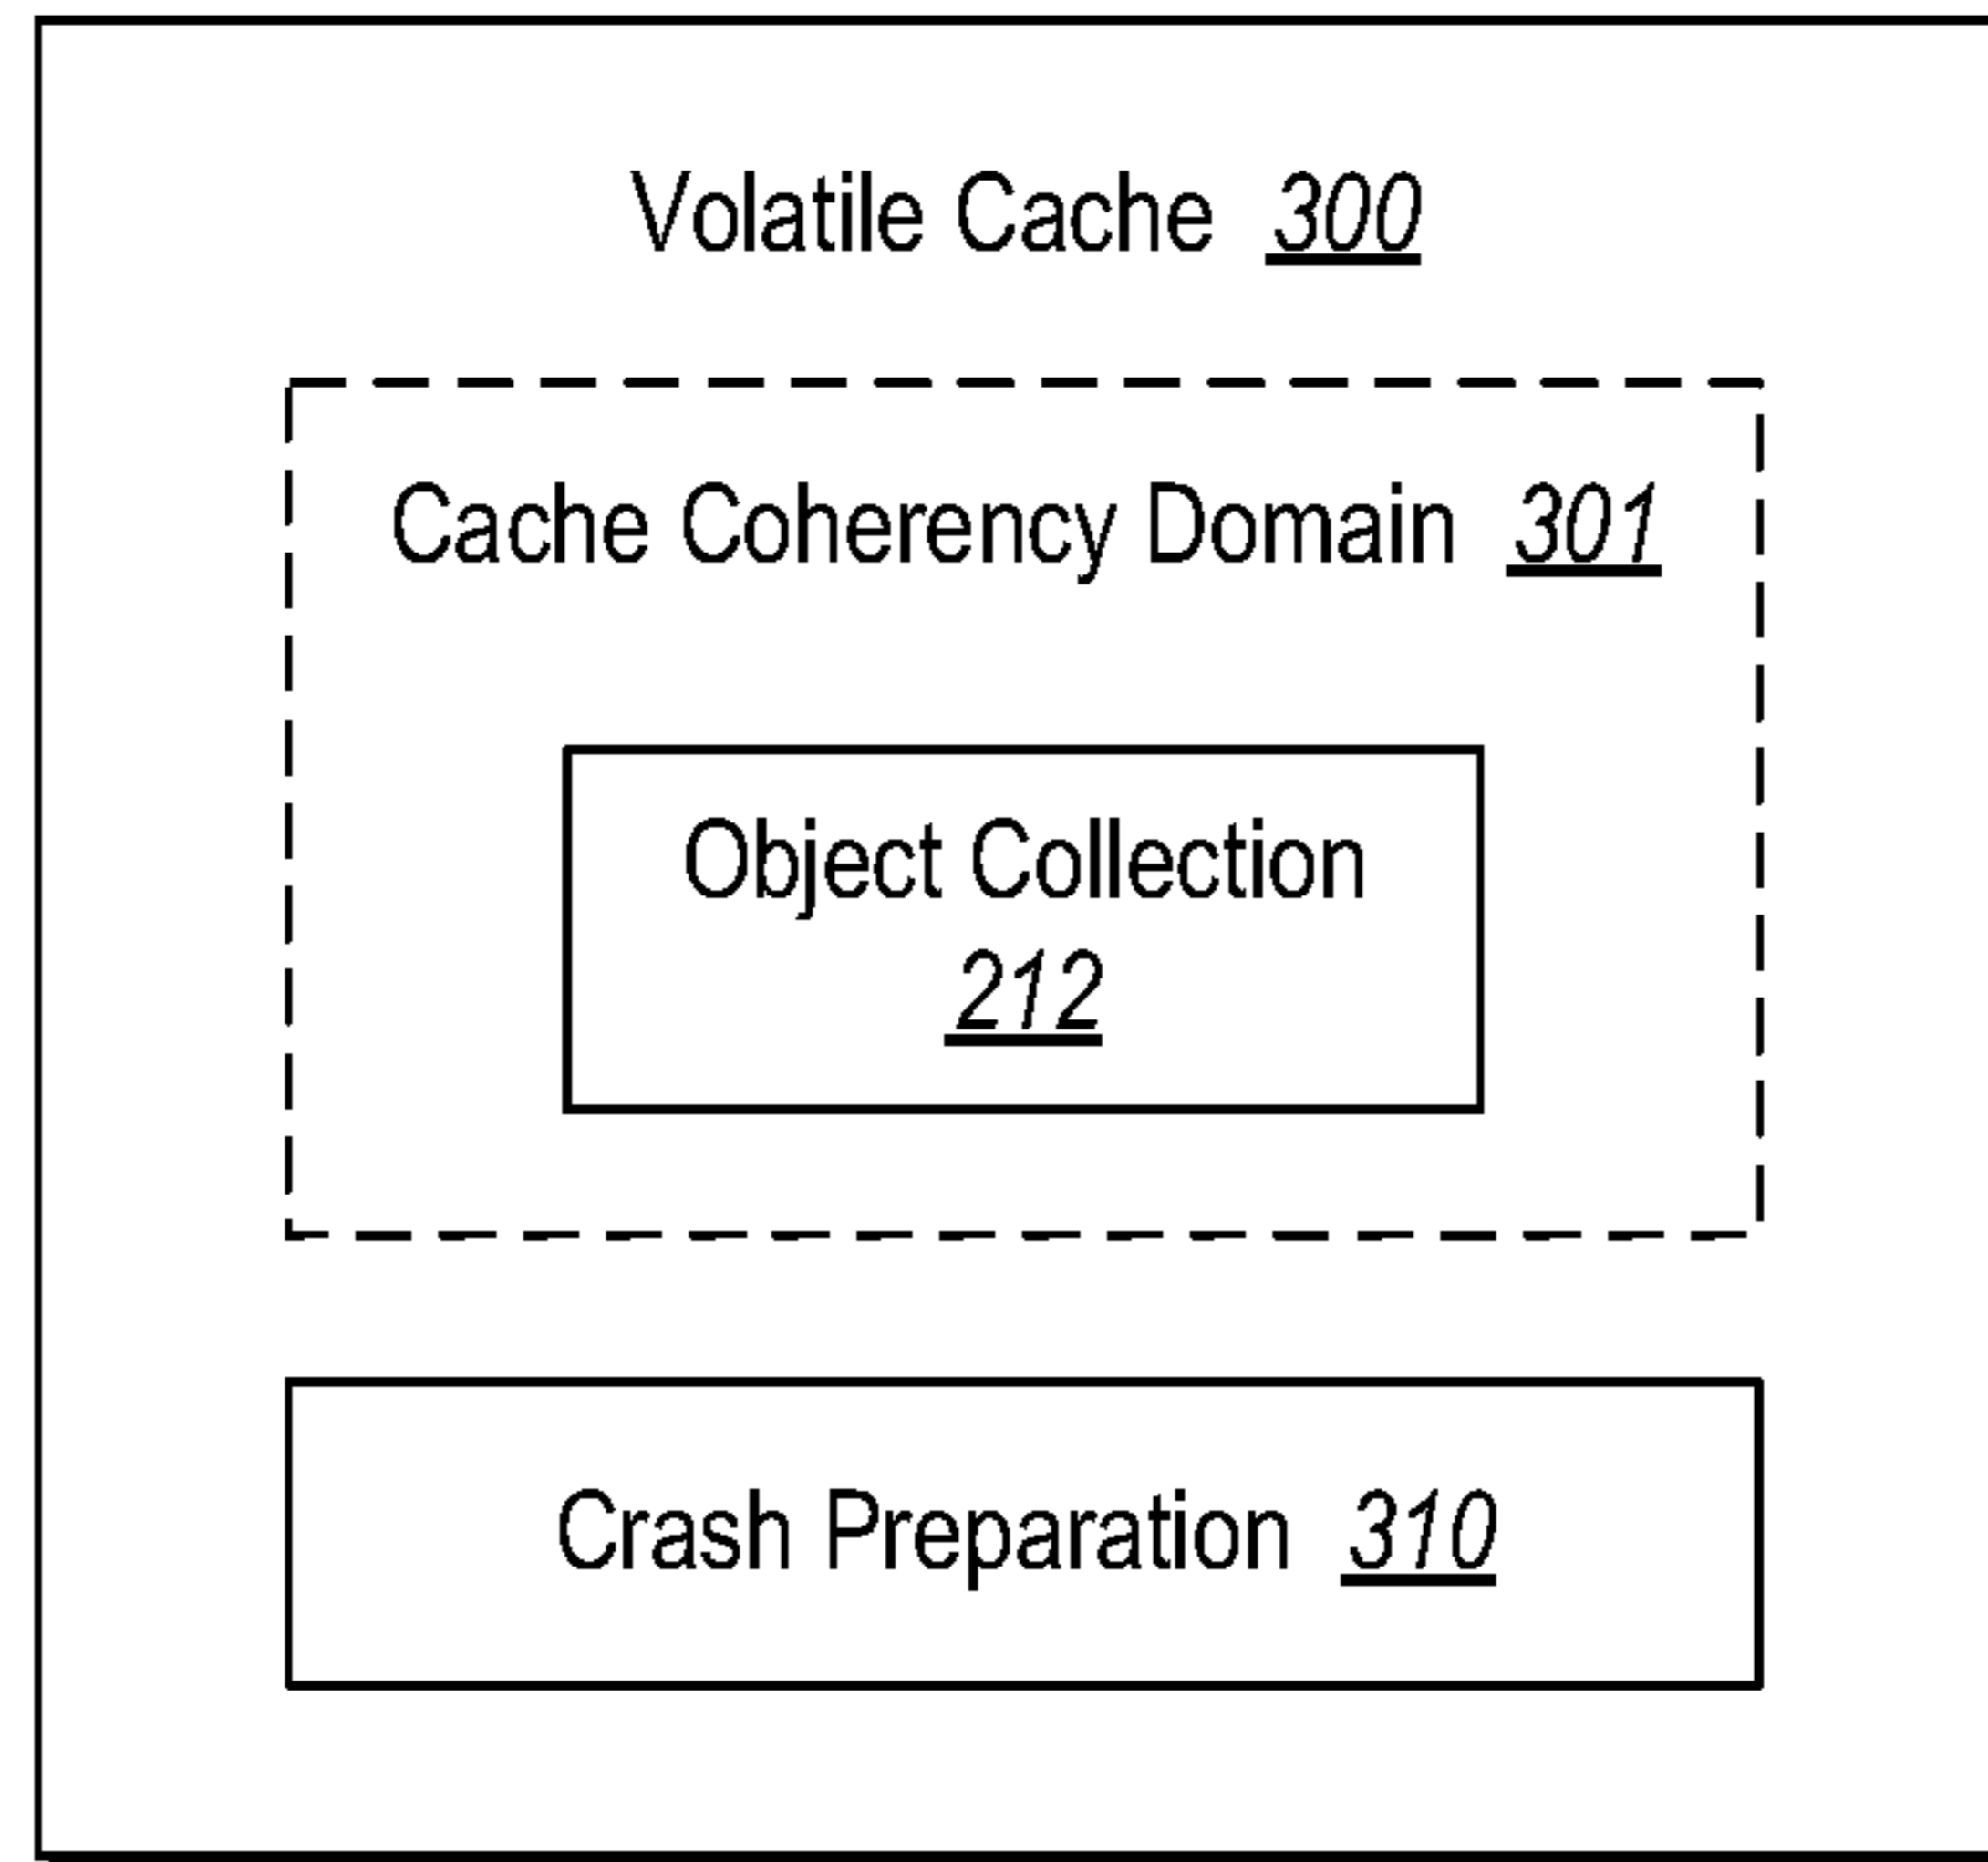 Volatile Cache 300
Cache Coherency Domain 301
Object Collection
212
Crash Preparation 310